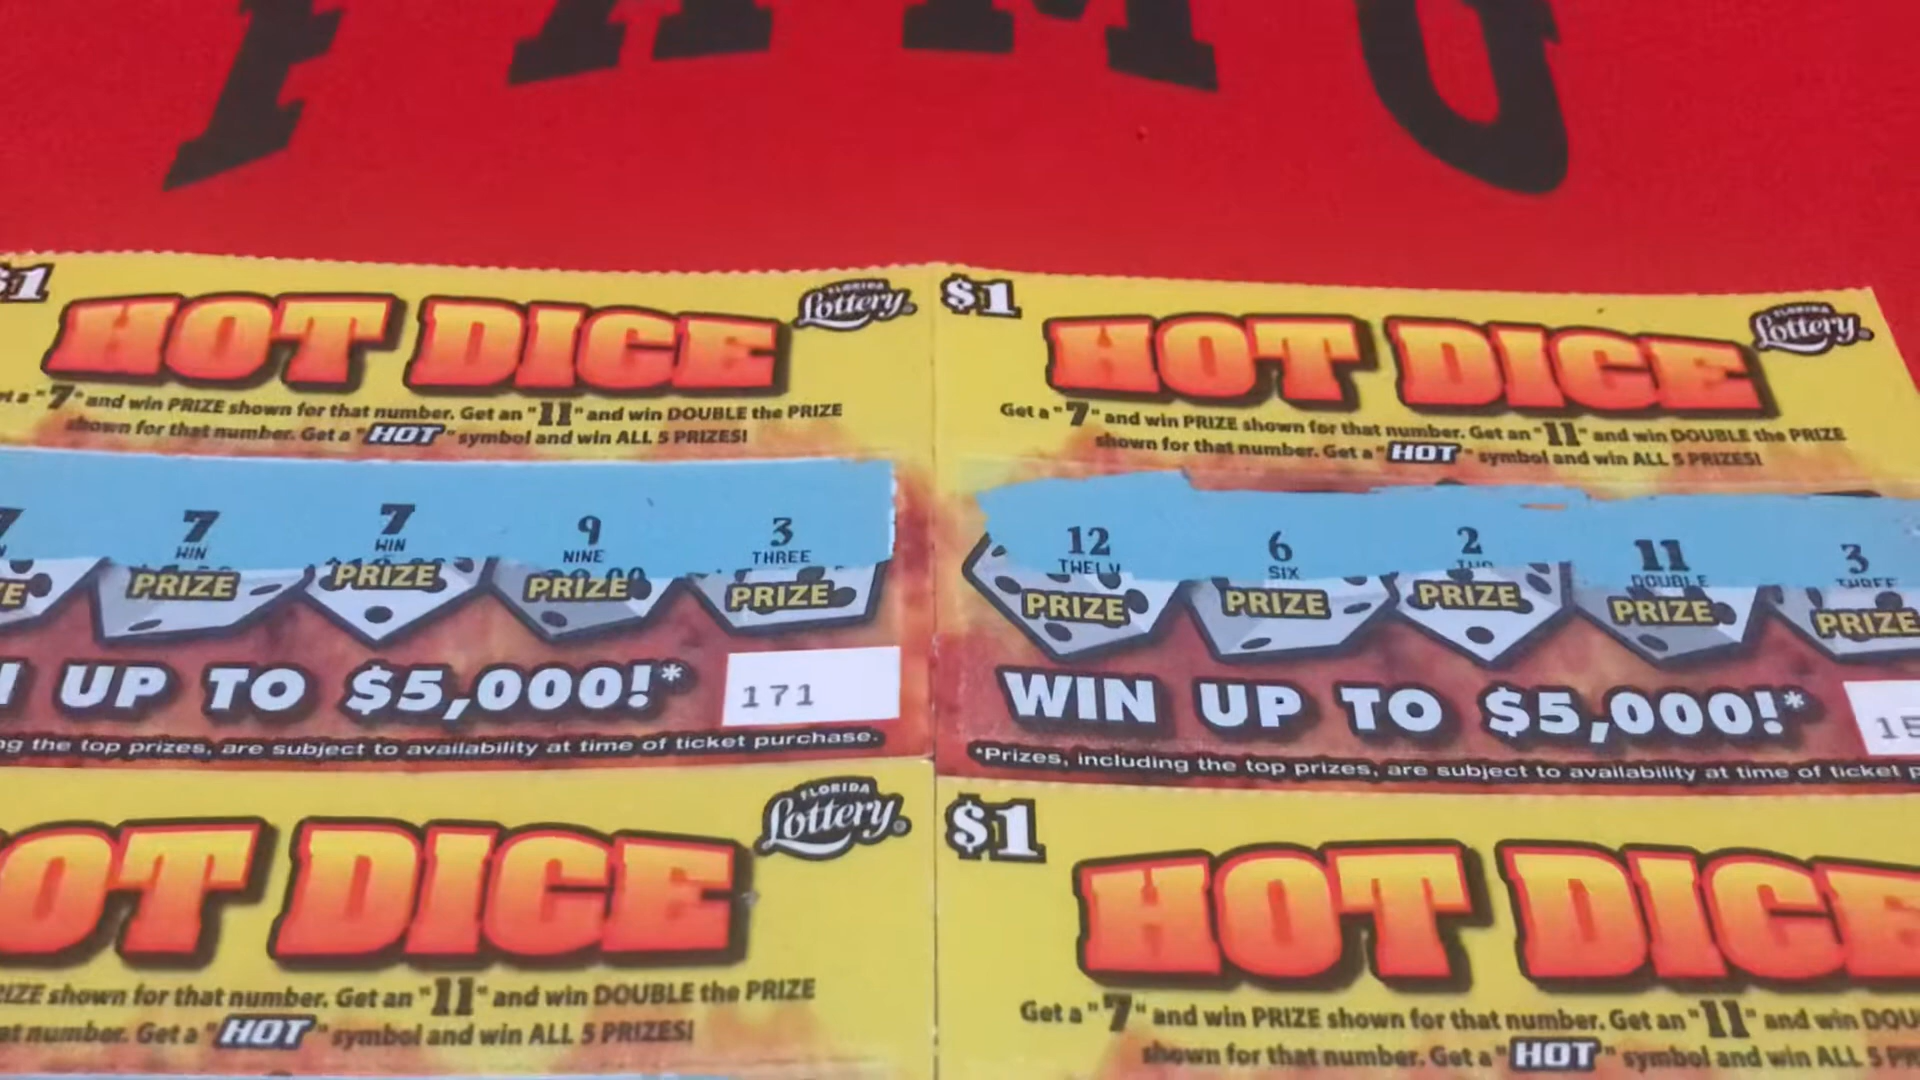 $1 HOT DICE FLORIDA Lottery
a "7" and win PRIZE shown for that number. Get an "11" and win DOUBLE the PRIZE
shown for that number. Get a "HOT" symbol and win ALL 5 PRIZES!
7 7 7 9 3
WIN WIN NINE THREE
PRIZE PRIZE PRIZE PRIZE
UP TO $5,000!* 171
the top prizes, are subject to availability at time of ticket purchase.
$1 HOT DICE FLORIDA Lottery
Get a "7" and win PRIZE shown for that number. Get an "11" and win DOUBLE the PRIZE
shown for that number. Get a "HOT" symbol and win ALL 5 PRIZES!
12 6 2 11 3
SIX DOUBLE THREE
PRIZE PRIZE PRIZE PRIZE PRIZE
WIN UP TO $5,000!* 15
*Prizes, including the top prizes, are subject to availability at time of ticket
HOT DICE FLORIDA Lottery
PRIZE shown for that number. Get an "11" and win DOUBLE the PRIZE
number. Get a "HOT" symbol and win ALL 5 PRIZES!
$1 HOT DICE
Get a "7" and win PRIZE shown for that number. Get an "11" and win
shown for that number. Get a "HOT" symbol and win ALL 5